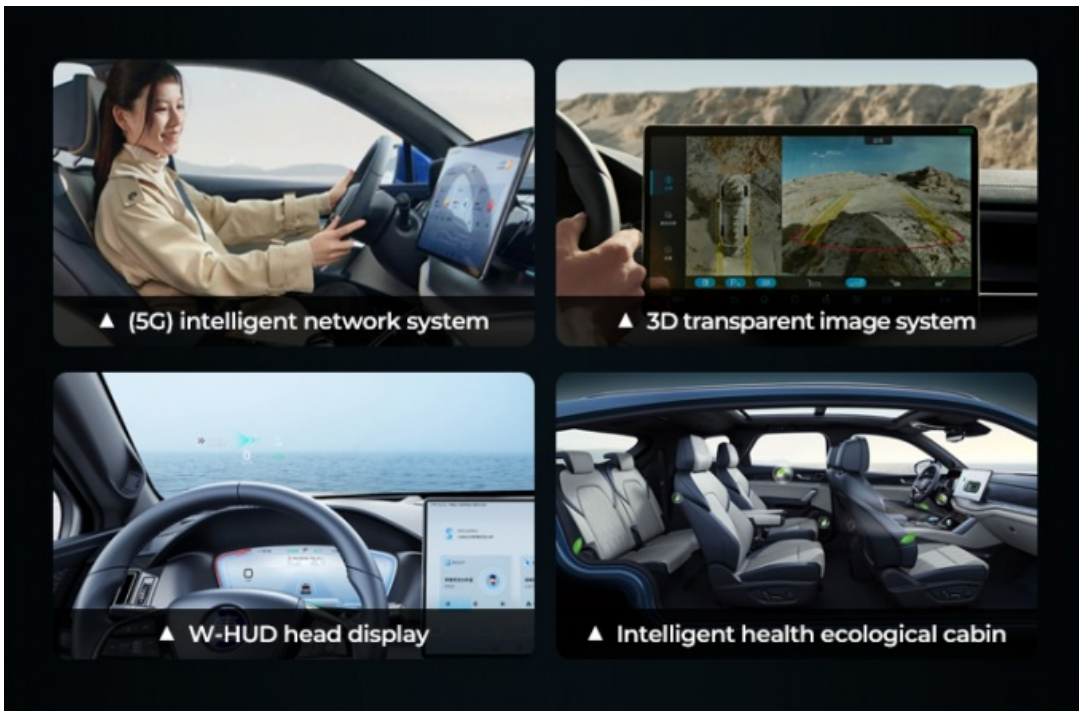 ▲ (5G) intelligent network system
▲ 3D transparent image system
▲ W-HUD head display
▲ Intelligent health ecological cabin